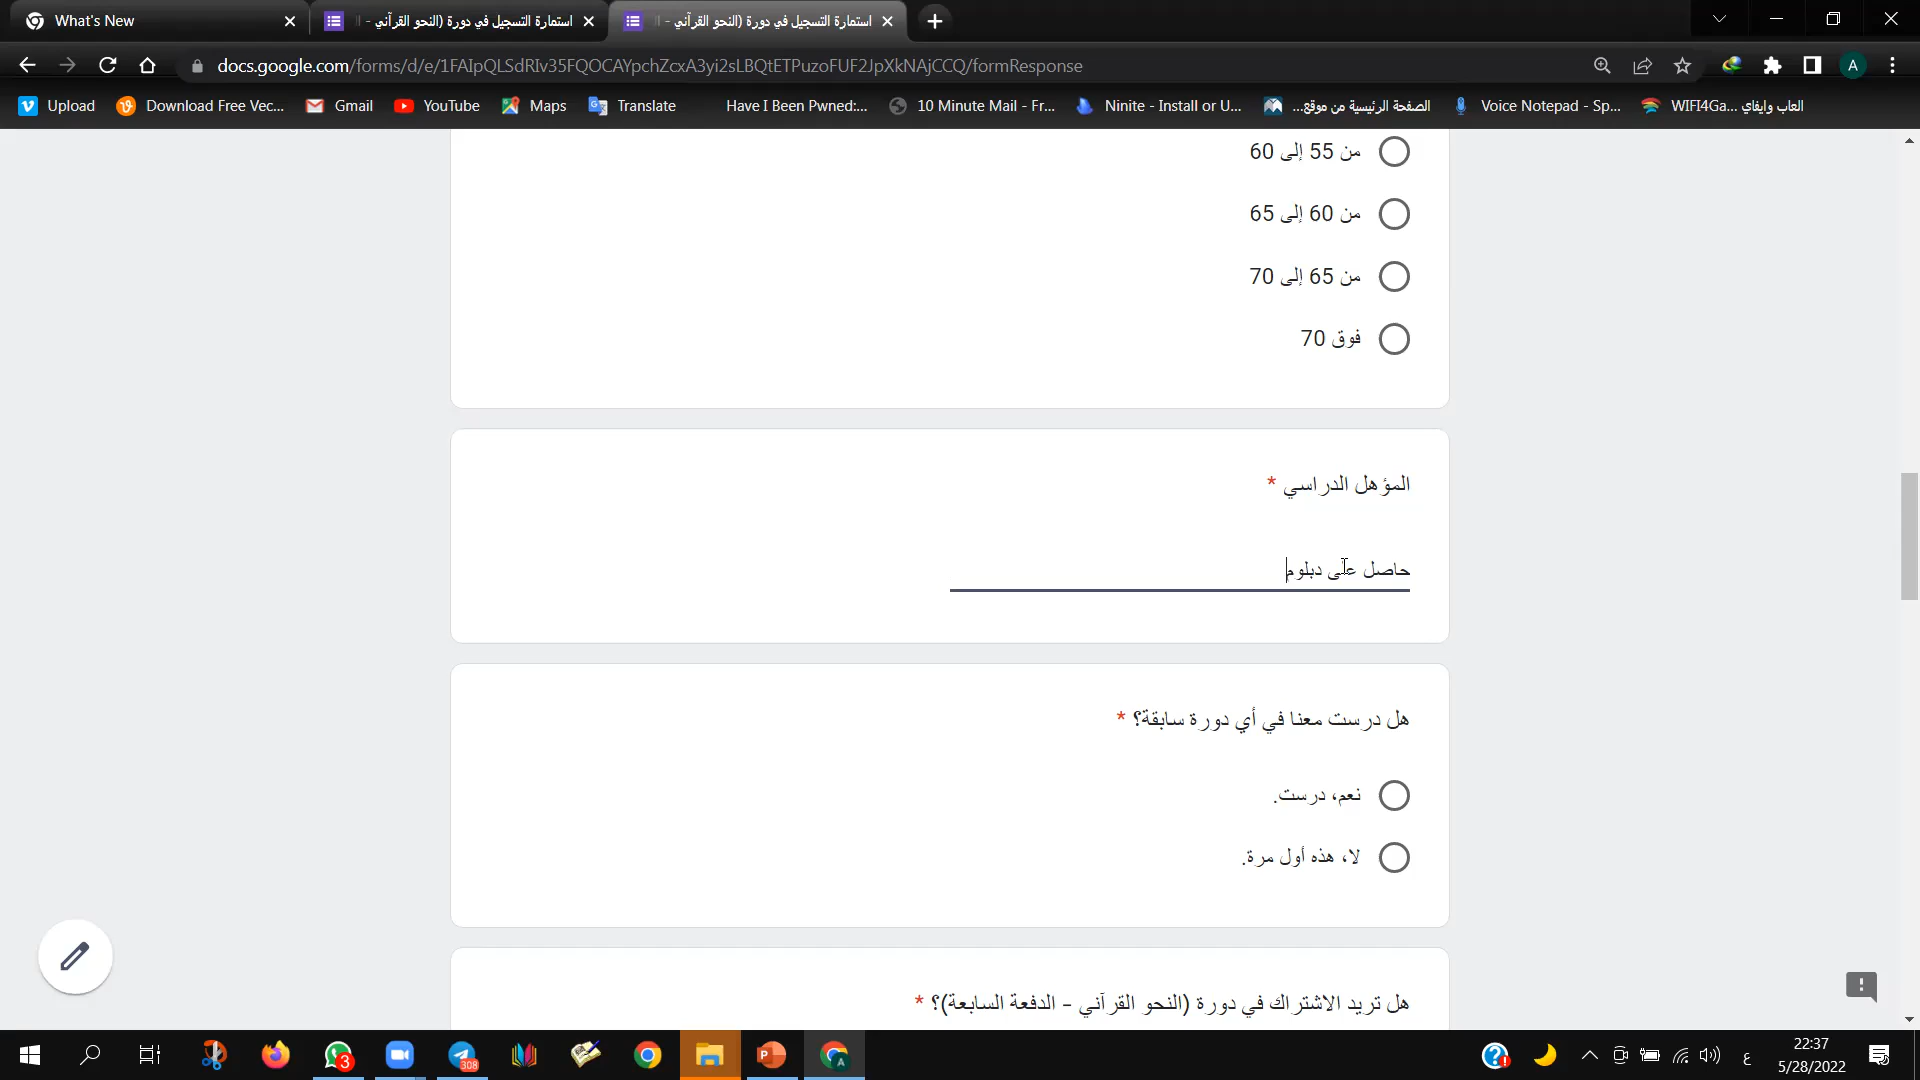 What's New
استمارة التسجيل في دورة (النحو القرآني -
استمارة التسجيل في دورة (النحو القرآني -
docs.google.com/forms/d/e/1FAIpQLSdRIv35FQOCAYpchZcxA3yi2sLBQtETPuzoFUF2JpXkNAjCCQ/formResponse
A
Upload
Download Free Vec...
Gmail
YouTube
Maps
Translate
Have I Been Pwned:...
10 Minute Mail - Fr...
Ninite - Install or U...
الصفحة الرئيسية من موقع...
Voice Notepad - Sp...
WIFI4Ga... العاب وايفاي
من 55 إلى 60
من 60 إلى 65
من 65 إلى 70
فوق 70
المؤهل الدراسي *
حاصل على دبلوم
هل درست معنا في أي دورة سابقة؟ *
نعم، درست.
لا، هذه أول مرة.
هل تريد الاشتراك في دورة (النحو القرآني - الدفعة السابعة)؟ *
3
308
ع
22:37
5/28/2022